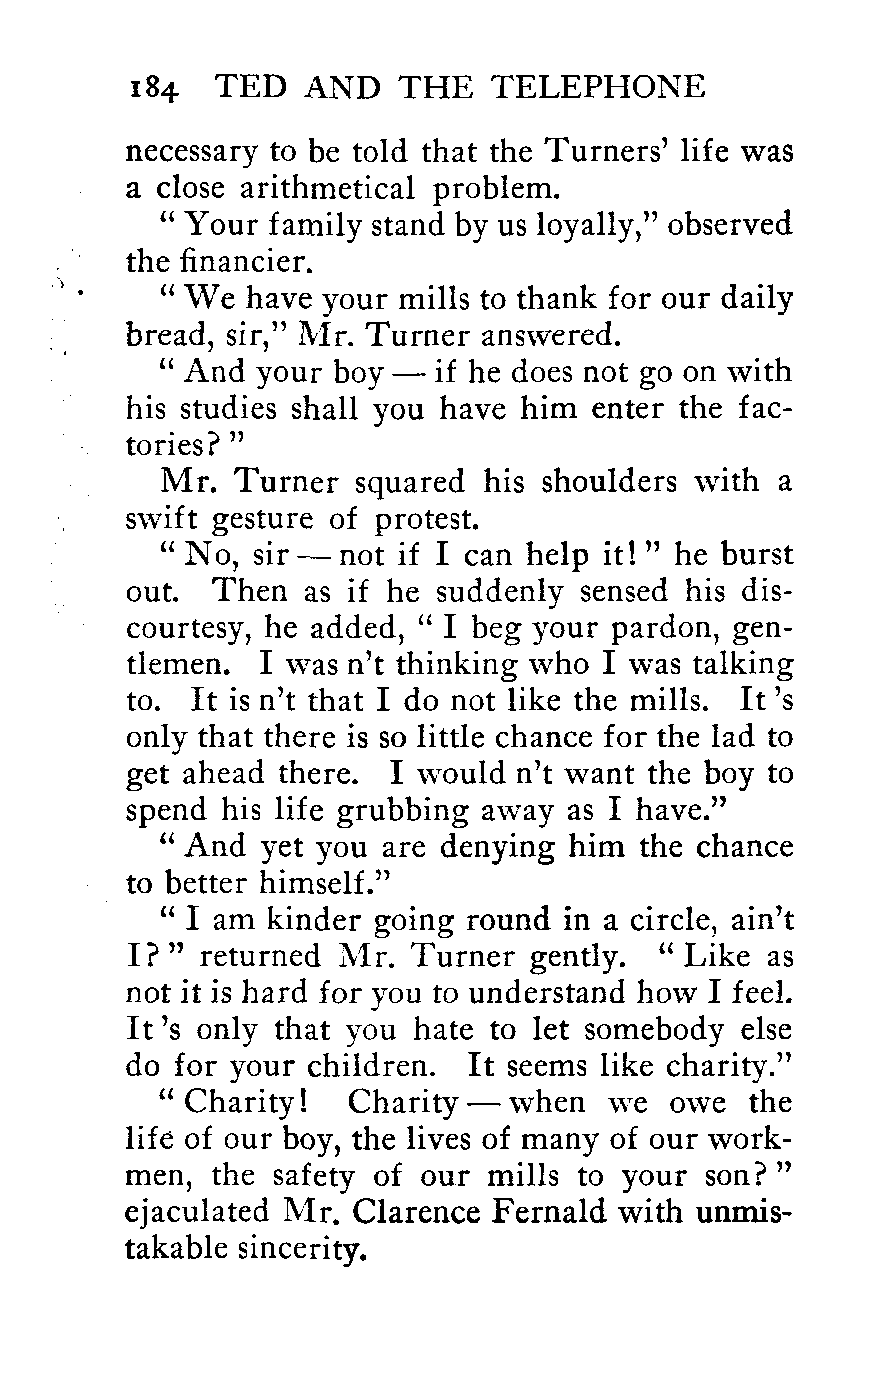 184 TED AND THE TELEPHONE
necessary to be told that the Turners' life was
a close arithmetical problem.
" Your family stand by us loyally," observed
the financier.
" We have your mills to thank for our daily
bread, sir," Mr. Turner answered.
" And your boy — if he does not go on with
his studies shall you have him enter the fac-
tories? "
Mr. Turner squared his shoulders with a
swift gesture of protest.
" No, sir — not if I can help it! " he burst
out. Then as if he suddenly sensed his dis-
courtesy, he added, " I beg your pardon, gen-
tlemen. I was n't thinking who I was talking
to. It is n't that I do not like the mills. It 's
only that there is so little chance for the lad to
get ahead there. I would n't want the boy to
spend his life grubbing away as I have."
" And yet you are denying him the chance
to better himself."
" I am kinder going round in a circle, ain't
I? " returned Mr. Turner gently. " Like as
not it is hard for you to understand how I feel.
It 's only that you hate to let somebody else
do for your children. It seems like charity."
" Charity! Charity — when we owe the
life of our boy, the lives of many of our work-
men, the safety of our mills to your son? "
ejaculated Mr. Clarence Fernald with unmis-
takable sincerity.